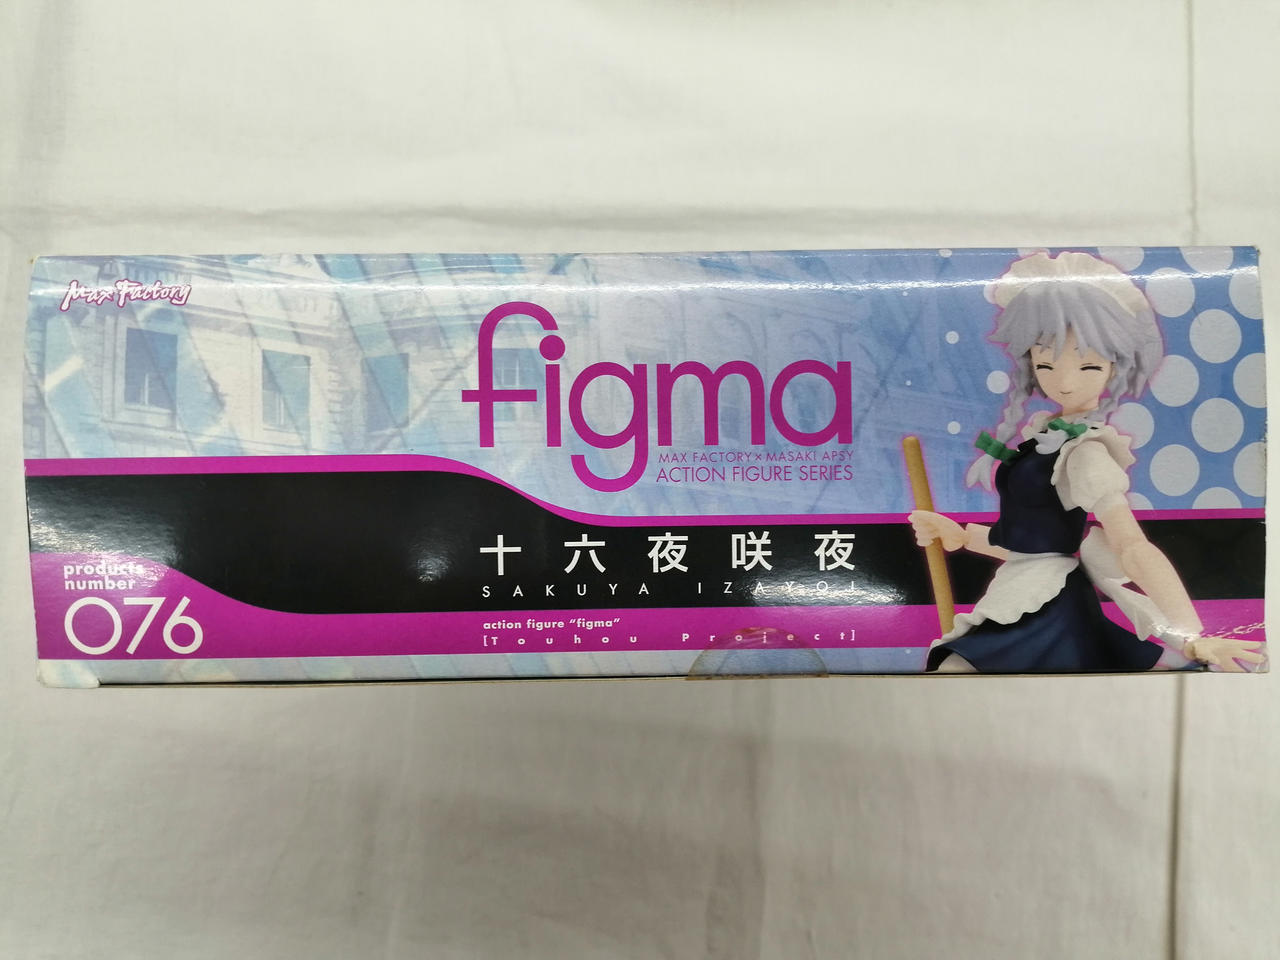 Max Factory
figma
MAX FACTORY × MASAKI APSY
ACTION FIGURE SERIES
十六夜咲夜
SAKUYA IZAYOI
products
number
076
action figure "figma"
[Touhou Project]